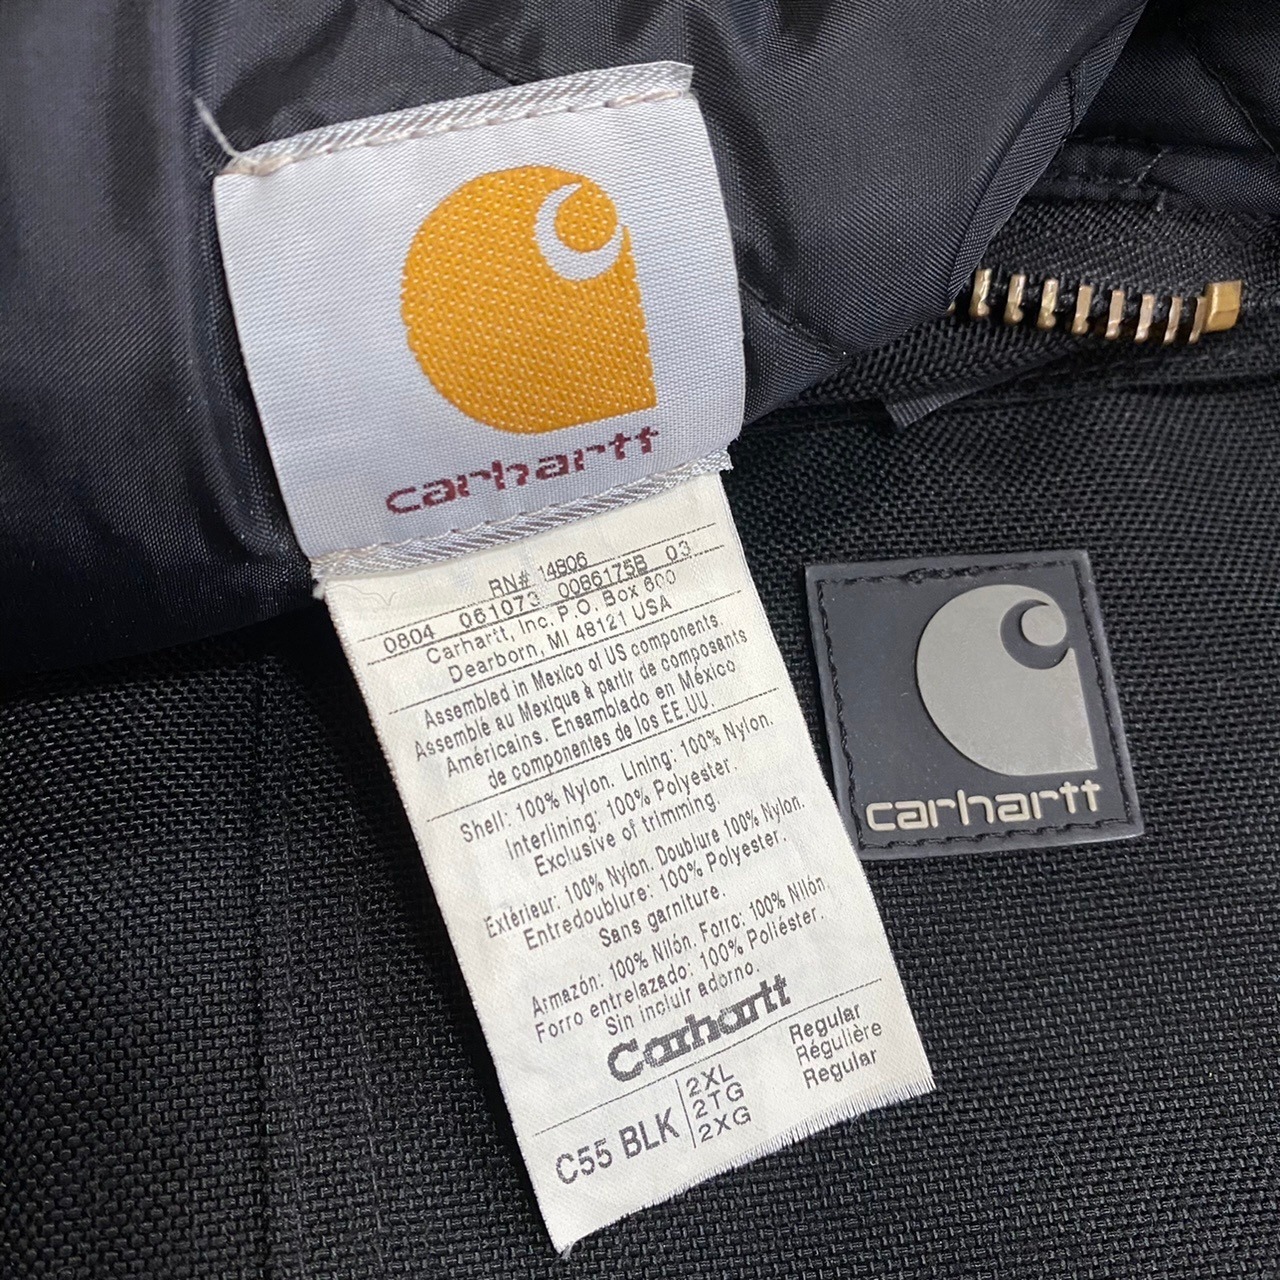 carhartt
RN# 14806
0804 061073 0086175B 03
Carhartt, Inc. P.O. Box 600
Dearborn, MI 48121 USA
Assembled in Mexico of US components.
Assemblé au Mexique à partir de composants
Américains. Ensamblado en México
de componentes de los EE.UU.
Shell: 100% Nylon. Lining: 100% Nylon.
Interlining: 100% Polyester.
Exclusive of trimming.
Extérieur: 100% Nylon. Doublure 100% Nylon.
Entredoublure: 100% Polyester.
Sans garniture.
Armazón: 100% Nilón. Forro: 100% Nilón.
Forro entrelazado: 100% Poliéster.
Sin incluir adorno.
Carhartt
C55 BLK
2XL
2TG
2XG
Regular
Régulière
Regular
carhartt